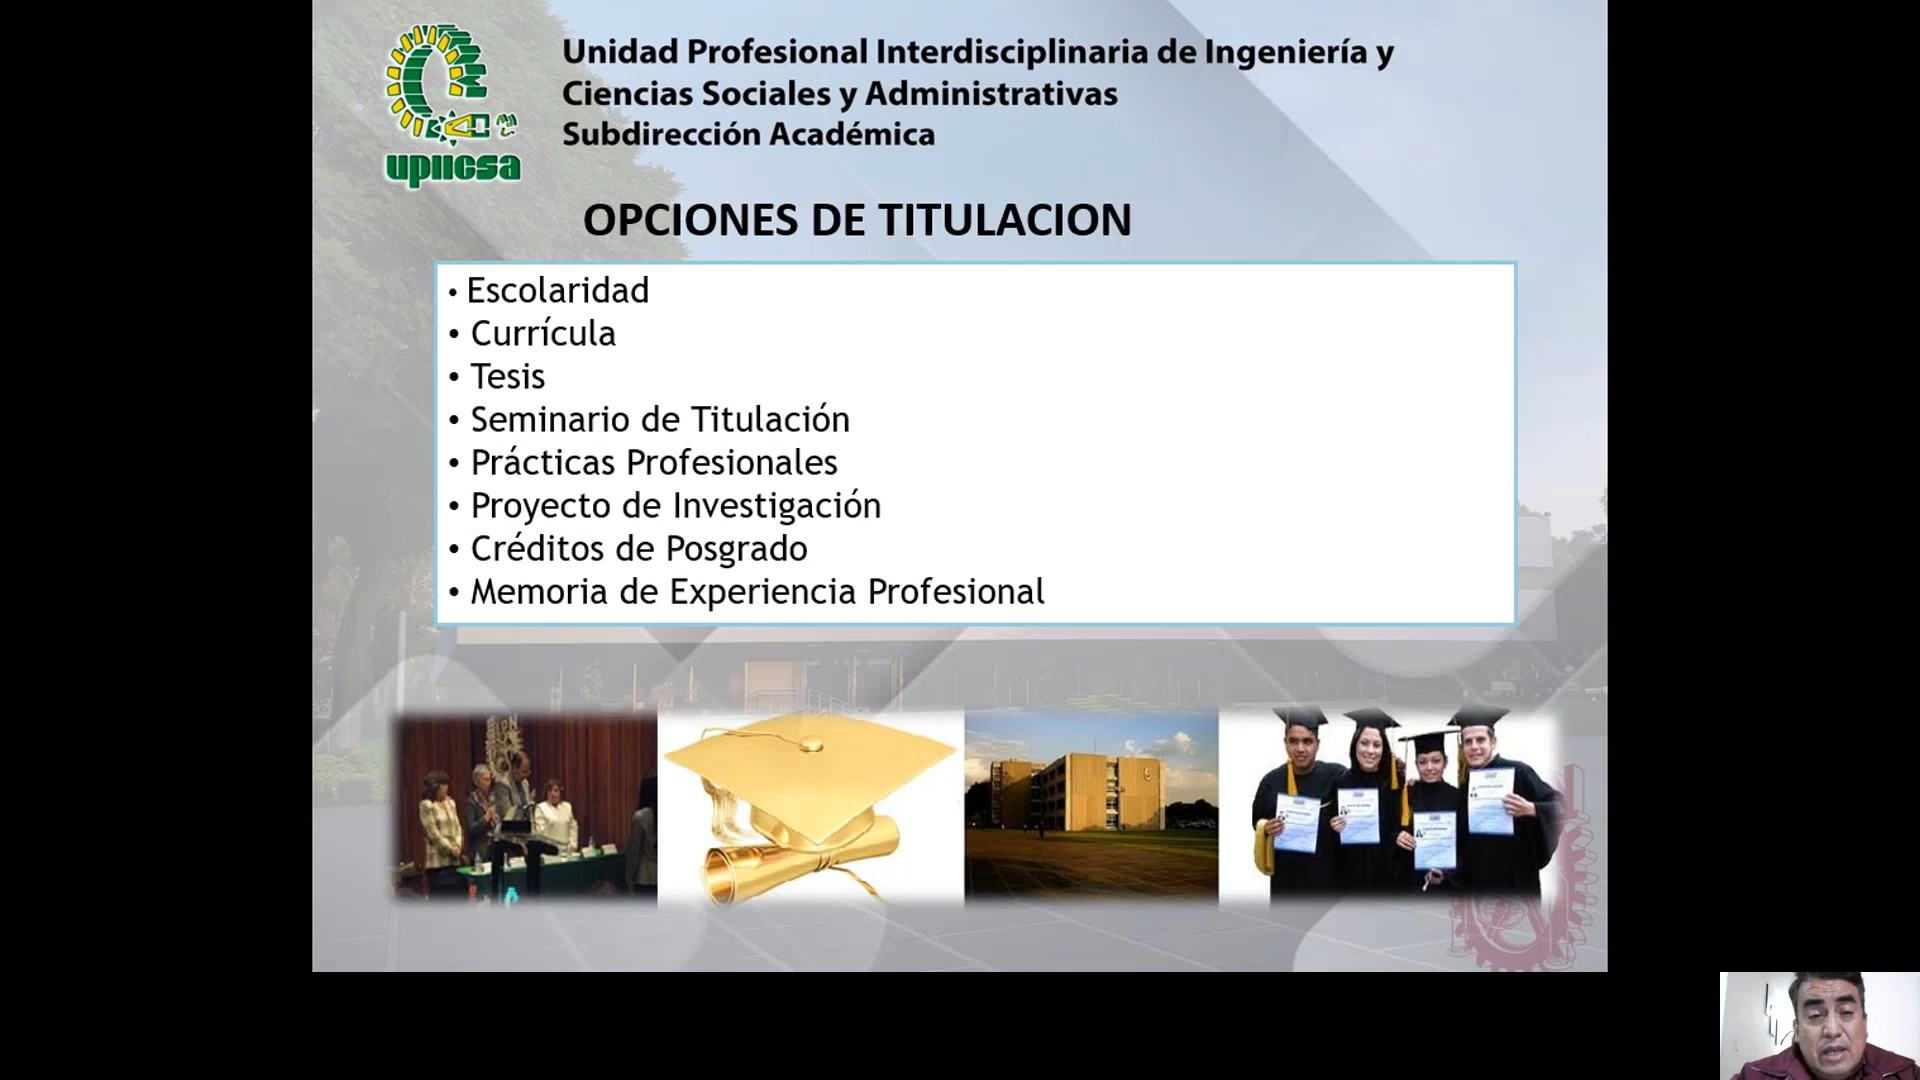 Unidad Profesional Interdisciplinaria de Ingeniería y
Ciencias Sociales y Administrativas
Subdirección Académica
upiicsa
OPCIONES DE TITULACION
• Escolaridad
• Currícula
• Tesis
• Seminario de Titulación
• Prácticas Profesionales
• Proyecto de Investigación
• Créditos de Posgrado
• Memoria de Experiencia Profesional